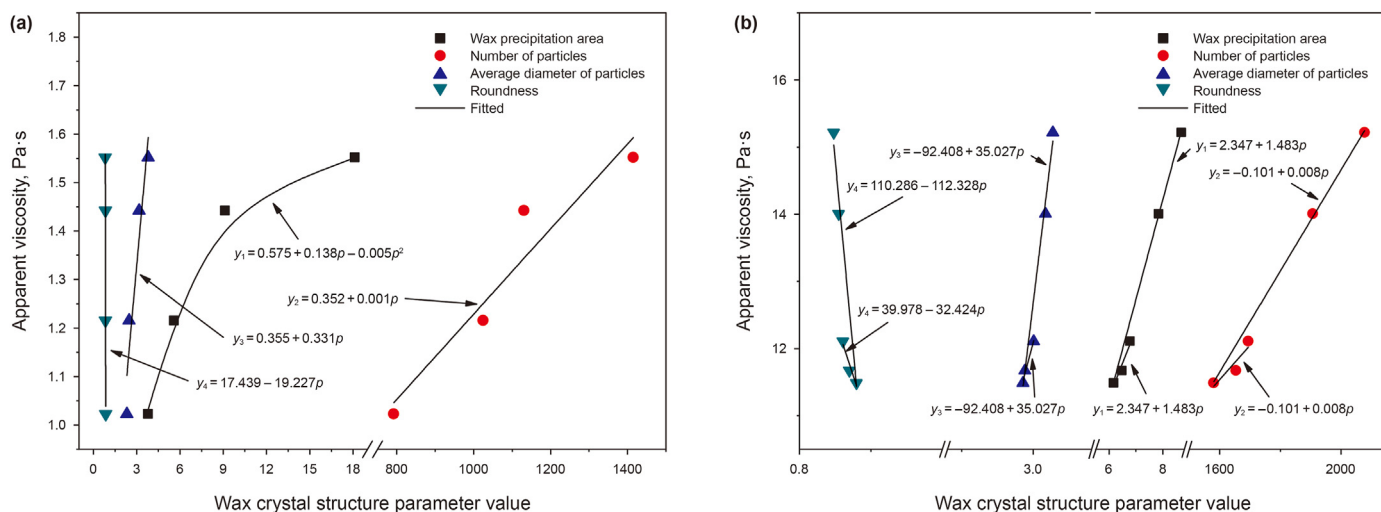 (a)
1.8
1.7
1.6
1.5
1.4
1.3
1.2
1.1
1.0
Apparent viscosity, Pa·s
Wax precipitation area
Number of particles
Average diameter of particles
Roundness
Fitted
y₁ = 0.575 + 0.138p − 0.005p²
y₂ = 0.352 + 0.001p
y₃ = 0.355 + 0.331p
y₄ = 17.439 − 19.227p
0 3 6 9 12 15 18 800 1000 1200 1400
Wax crystal structure parameter value
(b)
16
14
12
Apparent viscosity, Pa·s
Wax precipitation area
Number of particles
Average diameter of particles
Roundness
Fitted
y₁ = 2.347 + 1.483p
y₃ = −92.408 + 35.027p
y₂ = −0.101 + 0.008p
y₄ = 110.286 − 112.328p
y₄ = 39.978 − 32.424p
y₃ = −92.408 + 35.027p
y₁ = 2.347 + 1.483p
y₂ = −0.101 + 0.008p
0.8 3.0 6 8 1600 2000
Wax crystal structure parameter value